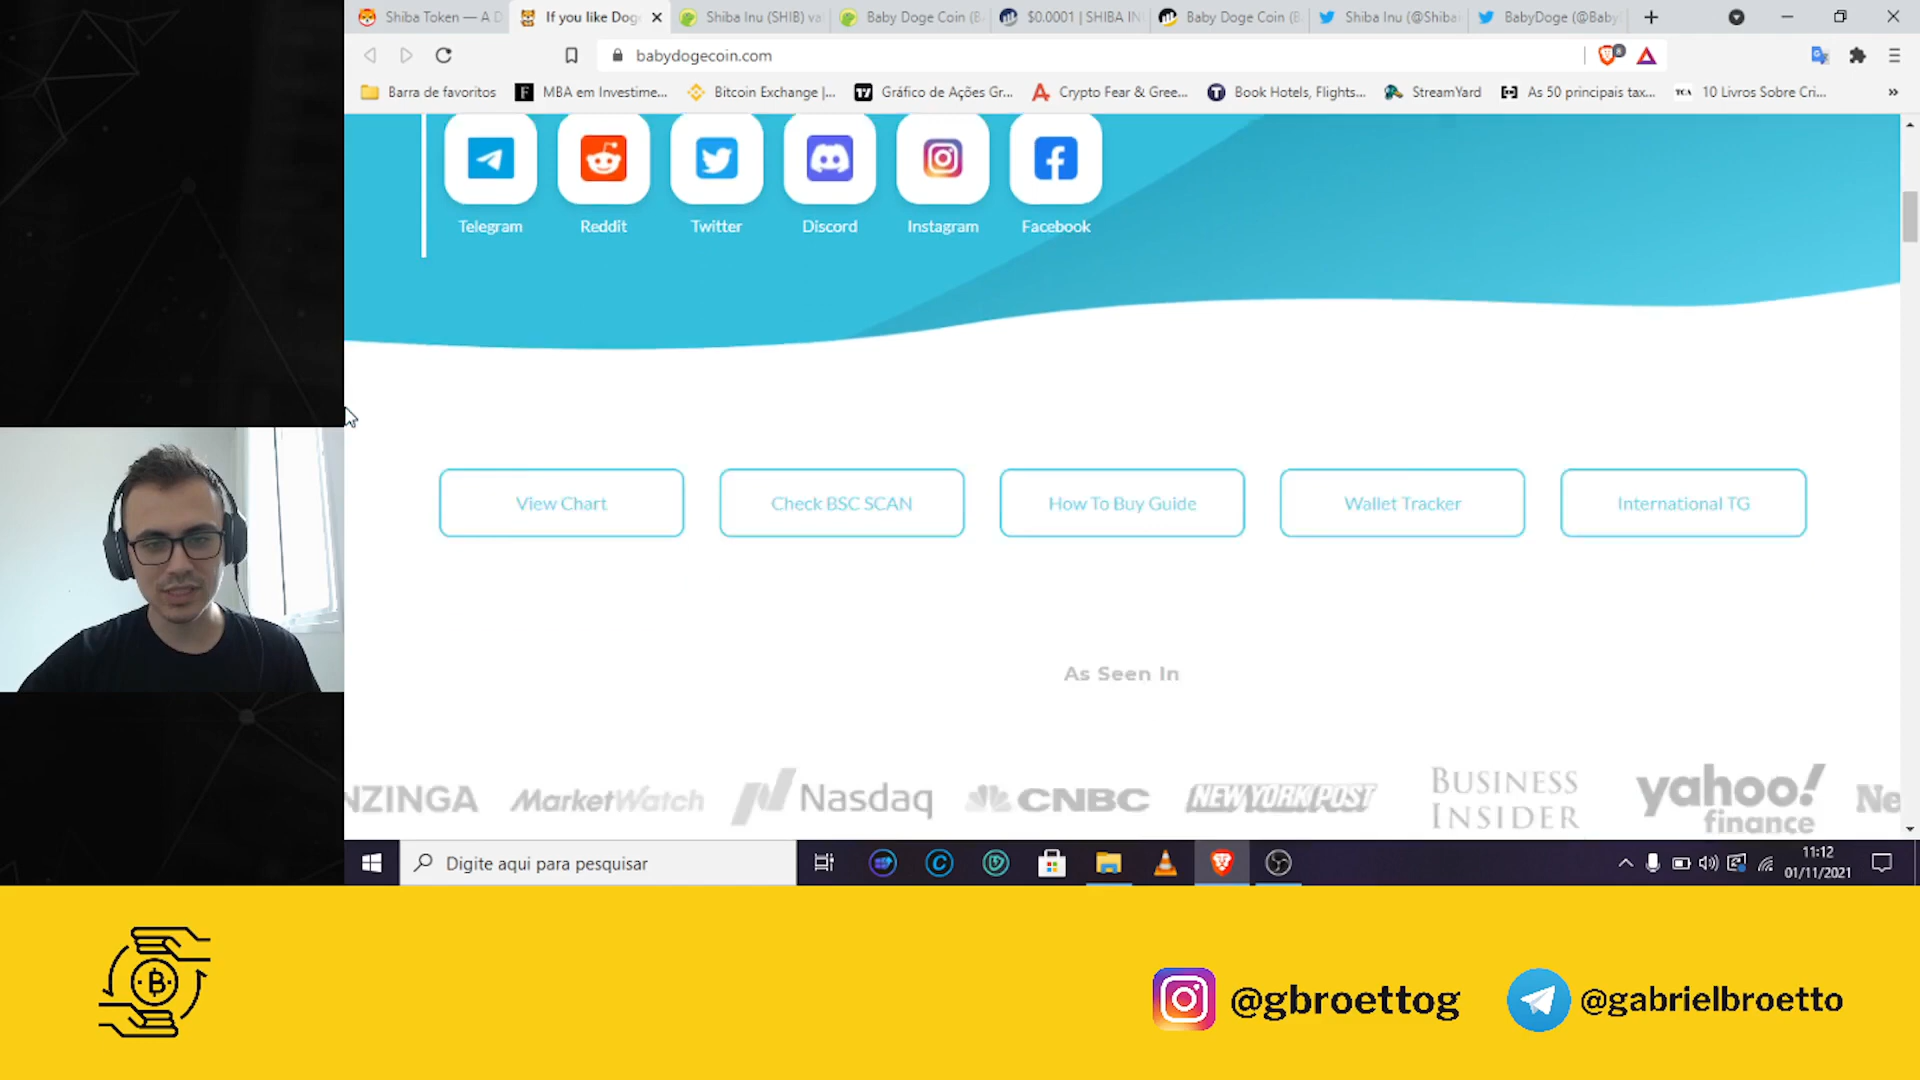 Shiba Token — A D
If you like Dog
Shiba Inu (SHIB) va
Baby Doge Coin (B
$0.0001 | SHIBA IN
Baby Doge Coin (B
Shiba Inu (@Shiba
BabyDoge (@Baby
babydogecoin.com
Barra de favoritos
MBA em Investime...
Bitcoin Exchange |...
Gráfico de Ações Gr...
Crypto Fear & Gree...
Book Hotels, Flights...
StreamYard
As 50 principais tax...
TCA
10 Livros Sobre Cri...
Telegram
Reddit
Twitter
Discord
Instagram
Facebook
View Chart
Check BSC SCAN
How To Buy Guide
Wallet Tracker
International TG
As Seen In
NZINGA
MarketWatch
Nasdaq
CNBC
NEW YORK POST
BUSINESS
INSIDER
yahoo!
finance
Ne
Digite aqui para pesquisar
11:12
01/11/2021
@gbroettog
@gabrielbroetto